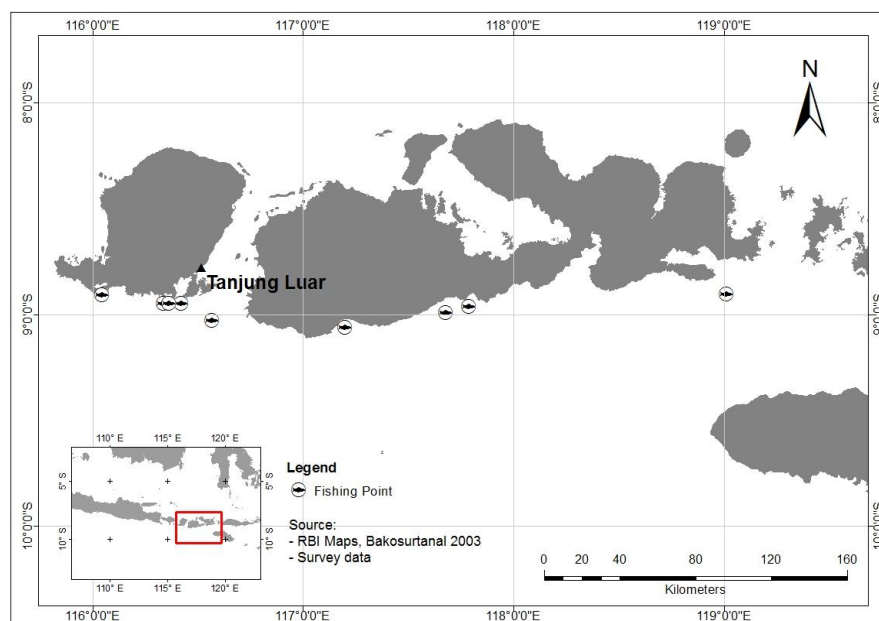 116°0'0"E 117°0'0"E 118°0'0"E 119°0'0"E
N
8°0'0"S 8°0'0"S
Tanjung Luar
9°0'0"S 9°0'0"S
110° E 115° E 120° E
5°S 5°S
10°S 10°S
110° E 115° E 120° E
Legend
Fishing Point
Source:
- RBI Maps, Bakosurtanal 2003
- Survey data
10°0'0"S 10°0'0"S
0 20 40 80 120 160
Kilometers
116°0'0"E 117°0'0"E 118°0'0"E 119°0'0"E